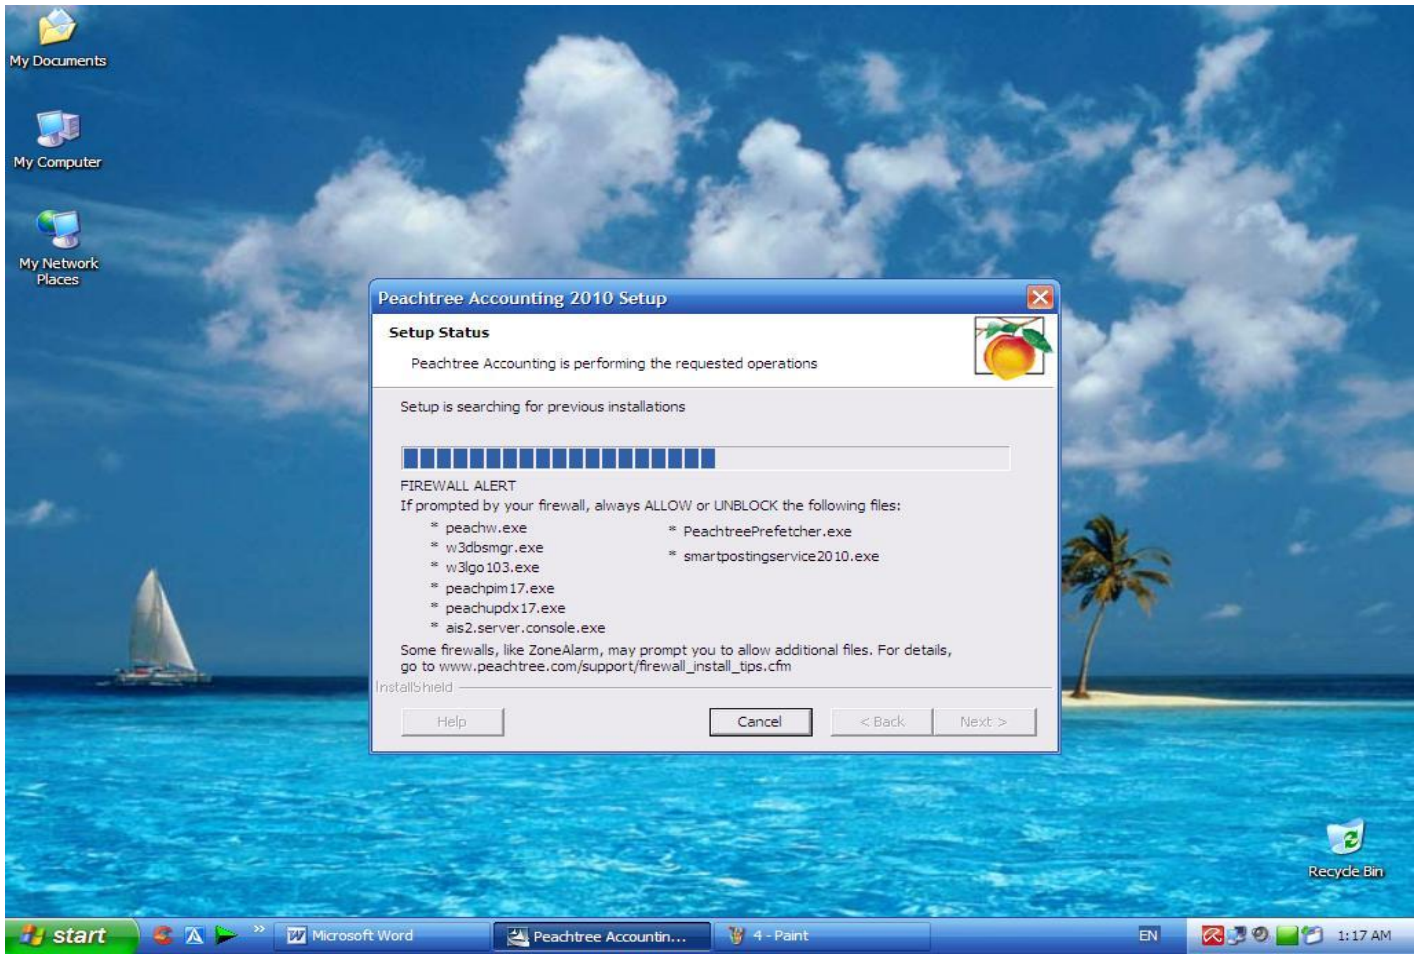 My Documents
My Computer
My Network
Places
Peachtree Accounting 2010 Setup
Setup Status
Peachtree Accounting is performing the requested operations
Setup is searching for previous installations
FIREWALL ALERT
If prompted by your firewall, always ALLOW or UNBLOCK the following files:
* peachw.exe
* w3dbsmgr.exe
* w3lgo103.exe
* peachpim17.exe
* peachupdx17.exe
* ais2.server.console.exe
* PeachtreePrefetcher.exe
* smartpostingservice2010.exe
Some firewalls, like ZoneAlarm, may prompt you to allow additional files. For details,
go to www.peachtree.com/support/firewall_install_tips.cfm
InstallShield
Help
Cancel
< Back
Next >
Recycle Bin
start
Microsoft Word
Peachtree Accountin...
4 - Paint
EN
1:17 AM